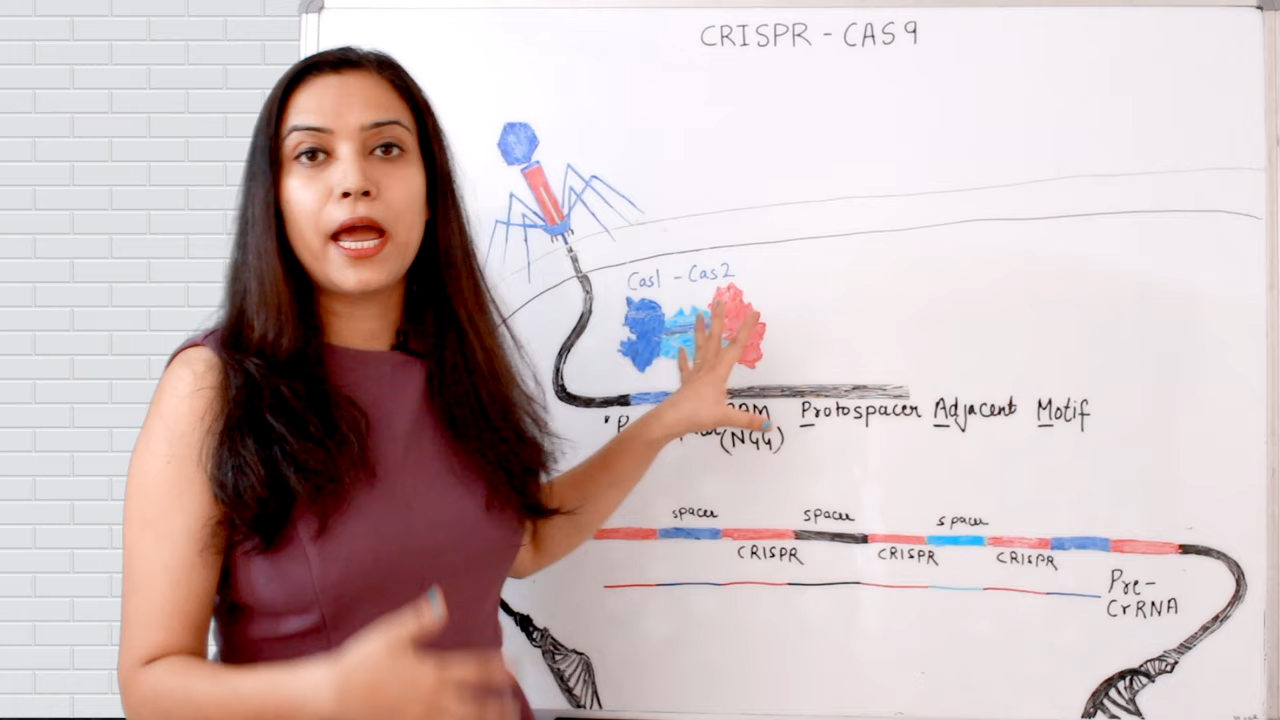 CRISPR - CAS9
Cas1 - Cas2
PAM Protospacer Adjacent Motif
(NGG)
spacer spacer spacer
CRISPR CRISPR CRISPR
Pre-
CrRNA